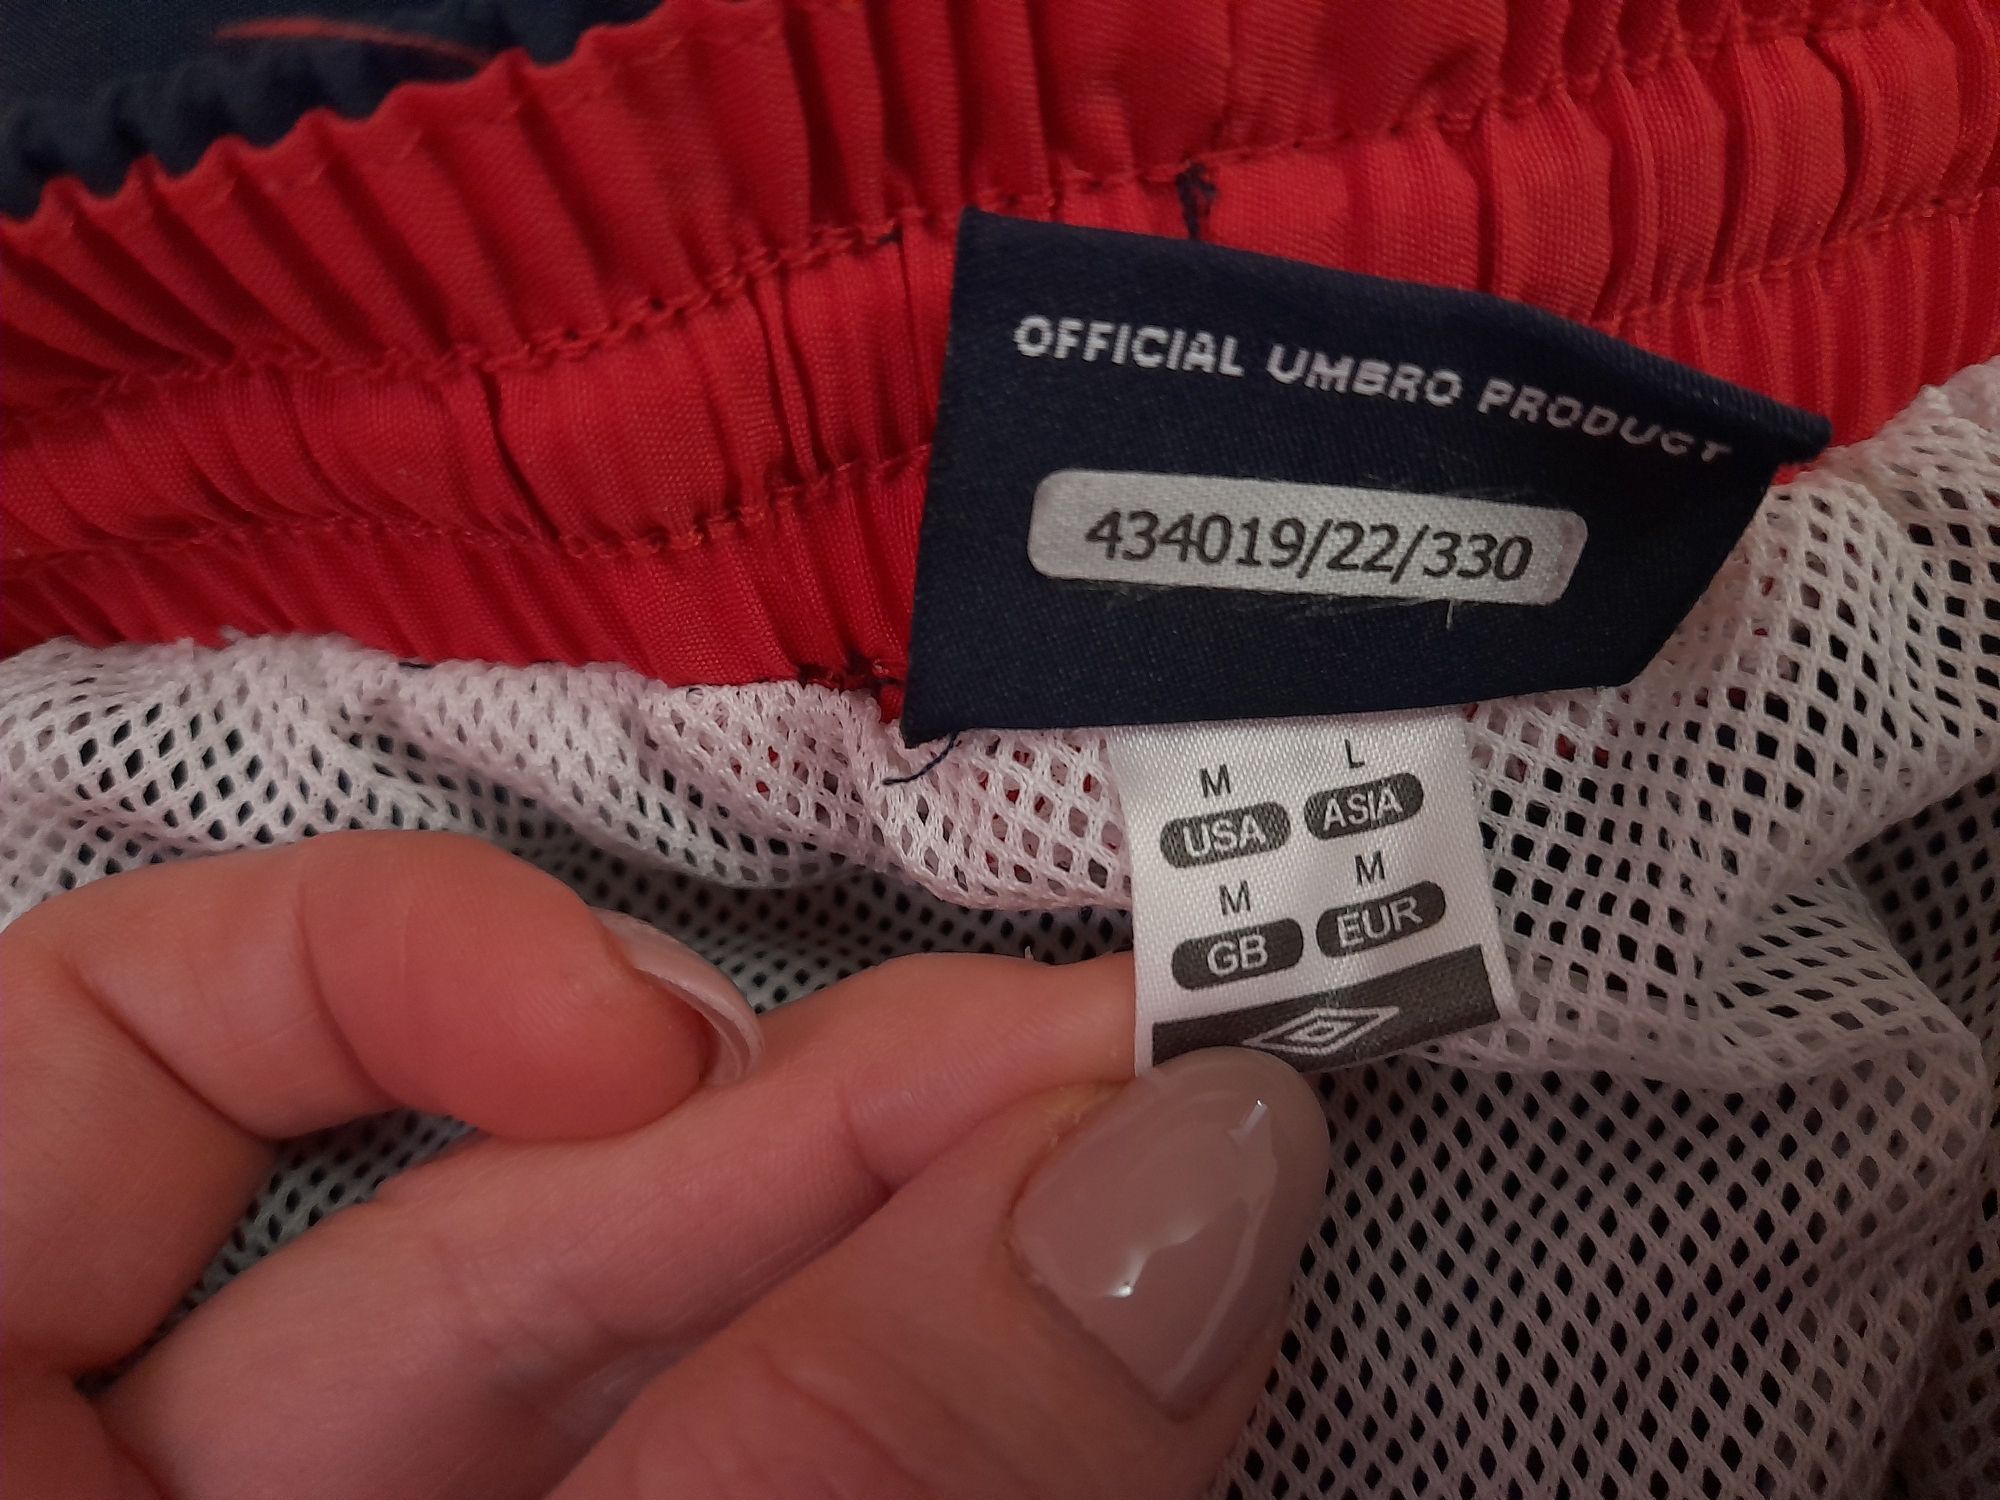 OFFICIAL UMBRO PRODUCT
434019/22/330
M L
USA ASIA
M M
GB EUR